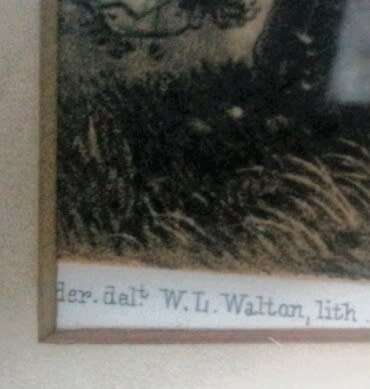 der. delt. W. L. Walton, lith.